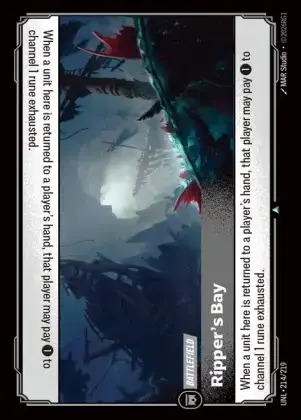 When a unit here is returned to a player's hand, that player may pay 1 to
channel 1 rune exhausted.
BATTLEFIELD
Ripper's Bay
When a unit here is returned to a player's hand, that player may pay 1 to
channel 1 rune exhausted.
UNL • 214/219
MAR Studio • ©2026RGI